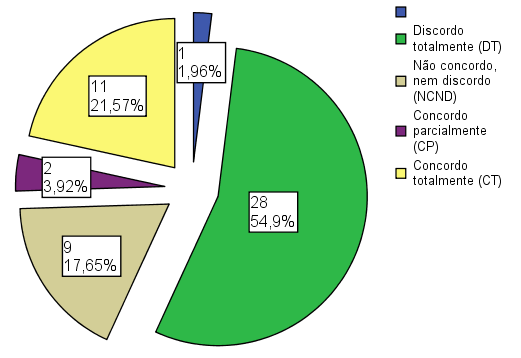 1
1,96%
11
21,57%
2
3,92%
9
17,65%
28
54,9%
Discordo
totalmente (DT)
Não concordo,
nem discordo
(NCND)
Concordo
parcialmente
(CP)
Concordo
totalmente (CT)